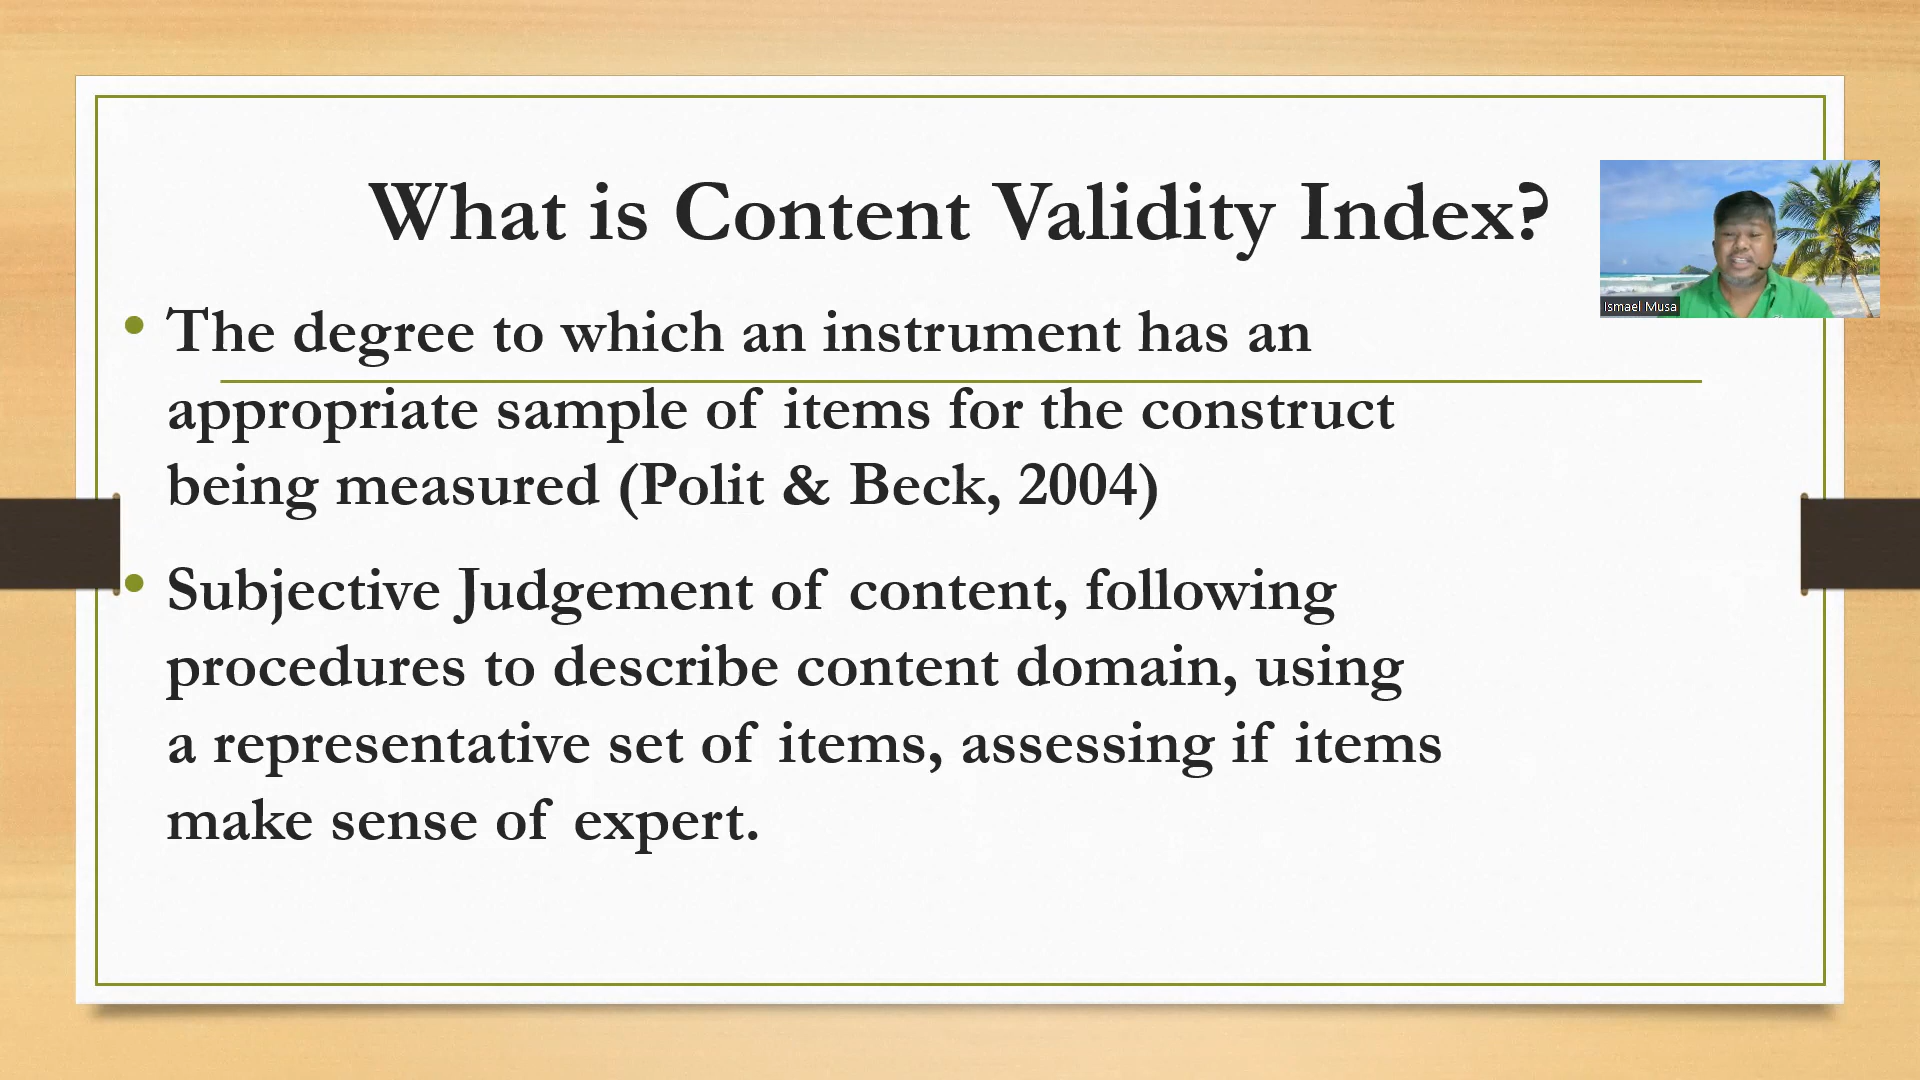 What is Content Validity Index?
Ismael Musa
• The degree to which an instrument has an
appropriate sample of items for the construct
being measured (Polit & Beck, 2004)
• Subjective Judgement of content, following
procedures to describe content domain, using
a representative set of items, assessing if items
make sense of expert.